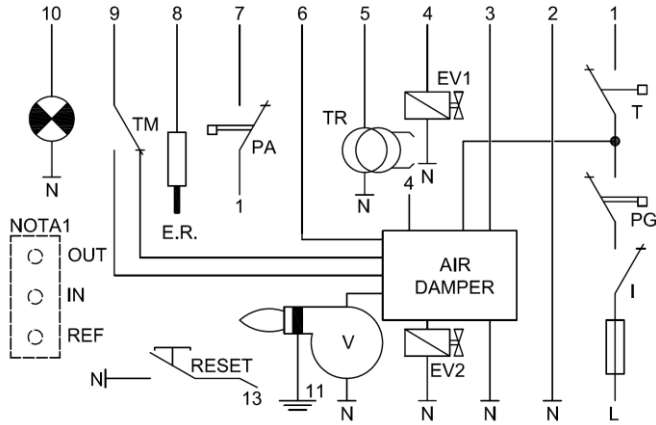 10 9 8 7 6 5 4 3 2 1
EV1
TM
TR
T
PA
N
N
4
N
1
E.R.
PG
NOTA1
OUT
IN
REF
AIR
DAMPER
I
V
EV2
RESET
N
13
11
N
N
N
N
L